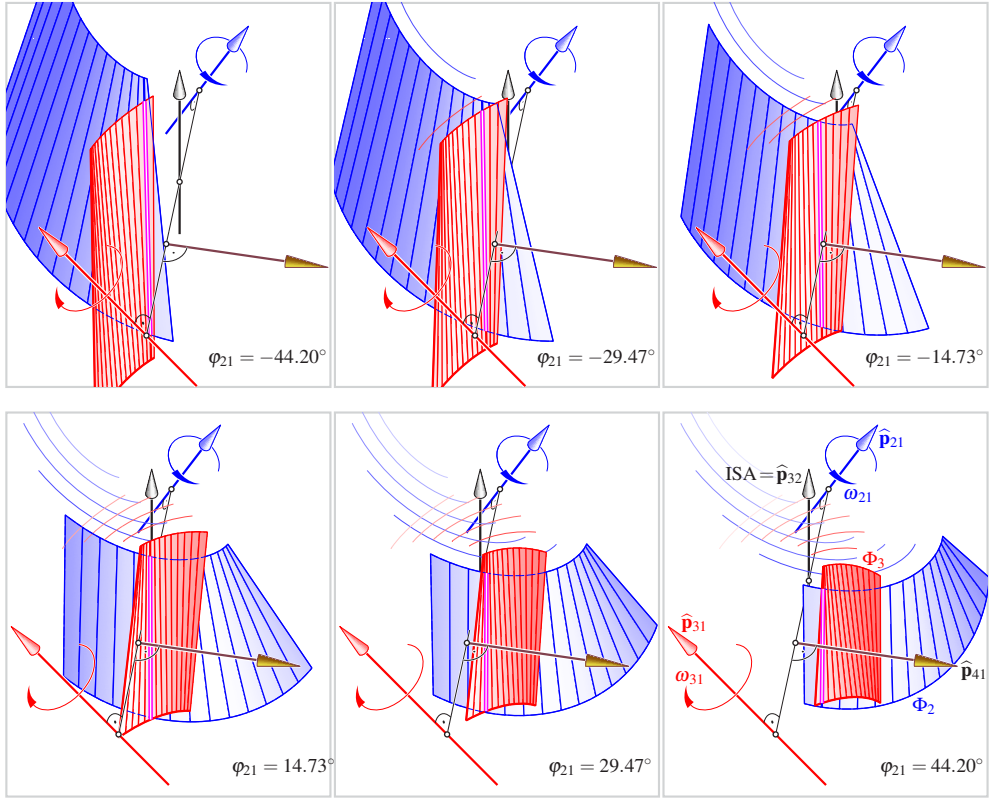 φ₂₁ = −44.20°
φ₂₁ = −29.47°
φ₂₁ = −14.73°
φ₂₁ = 14.73°
φ₂₁ = 29.47°
p̂₂₁
ISA = p̂₃₂
ω₂₁
Φ₃
p̂₃₁
ω₃₁
p̂₄₁
Φ₂
φ₂₁ = 44.20°